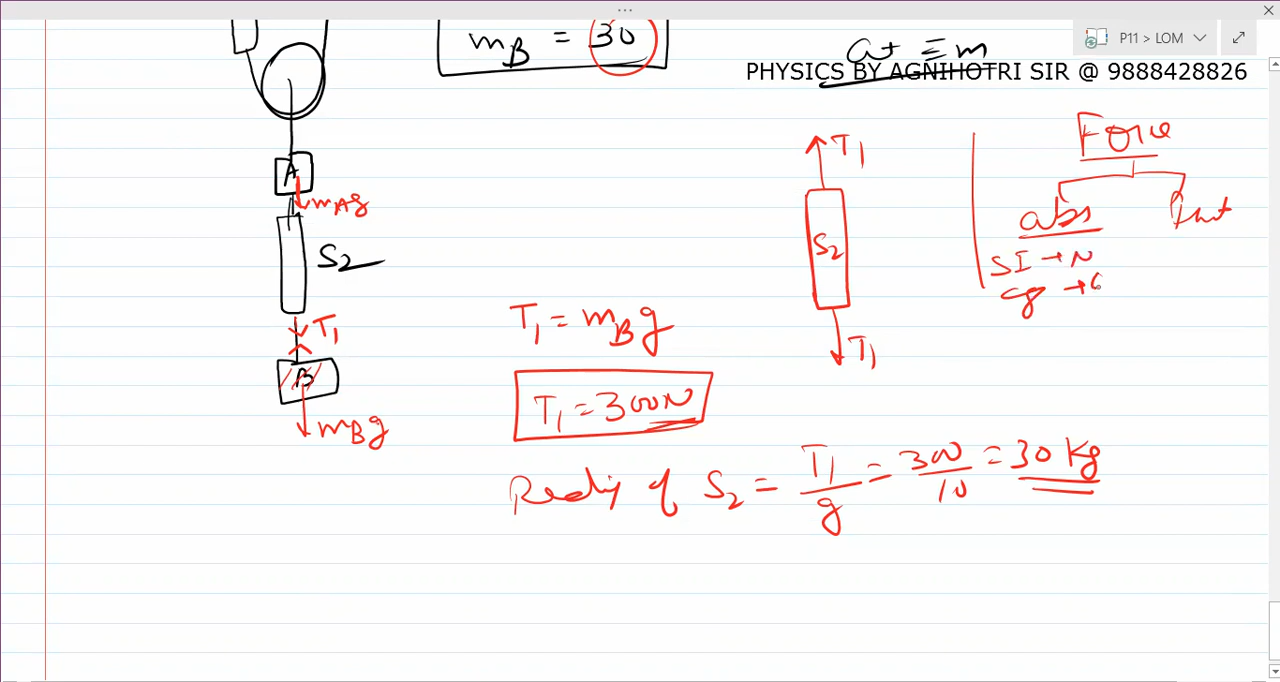 P11 > LOM
m_B = 30
at = m
PHYSICS BY AGNIHOTRI SIR @ 9888428826
A
m_A g
S2
T1
B
m_B g
T1 = m_B g
T1 = 300N
Reading of S2 = T1/g = 300/10 = 30 Kg
T1
S2
T1
Force
abs
SI → N